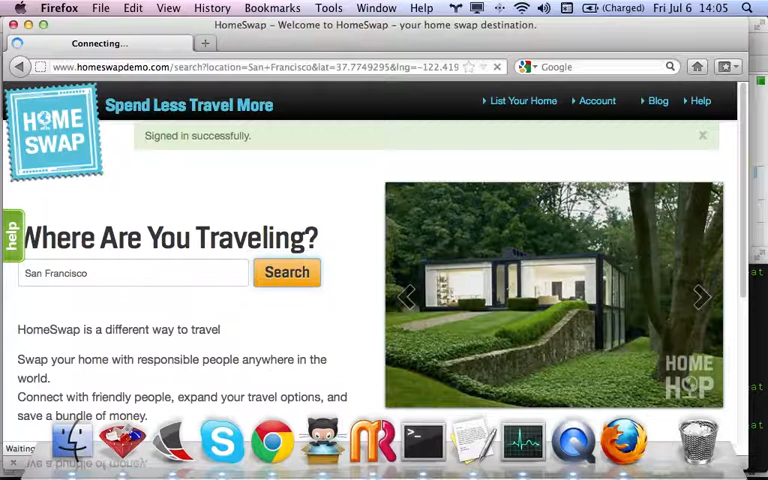 Firefox File Edit View History Bookmarks Tools Window Help (Charged) Fri Jul 6 14:05
HomeSwap - Welcome to HomeSwap - your home swap destination.
Connecting...
www.homeswapdemo.com/search?location=San+Francisco&lat=37.7749295&lng=-122.419 Google
HOME
SWAP
Spend Less Travel More
List Your Home Account Blog Help
Signed in successfully.
help
Where Are You Traveling?
San Francisco Search
HomeSwap is a different way to travel
Swap your home with responsible people anywhere in the
world.
Connect with friendly people, expand your travel options, and
save a bundle of money.
HOME
HOP
Waiting